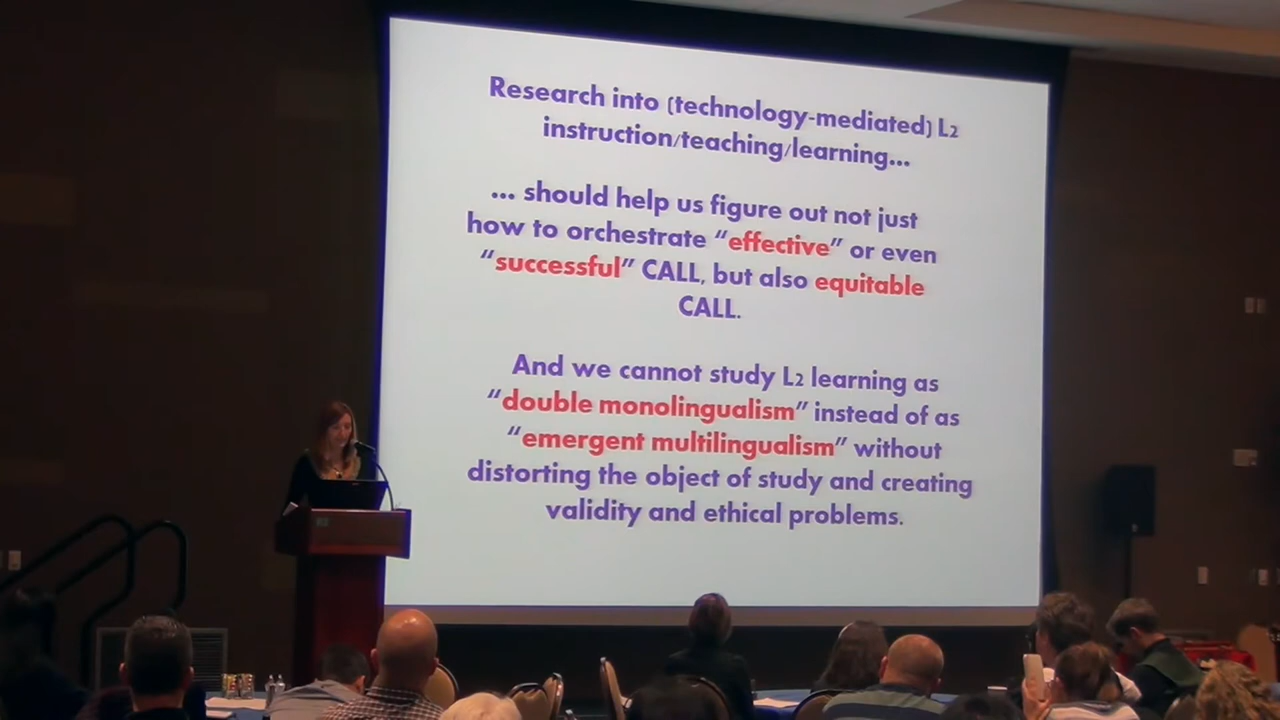 Research into (technology-mediated) L2
instruction/teaching/learning...
... should help us figure out not just
how to orchestrate “effective” or even
“successful” CALL, but also equitable
CALL.
And we cannot study L2 learning as
“double monolingualism” instead of as
“emergent multilingualism” without
distorting the object of study and creating
validity and ethical problems.